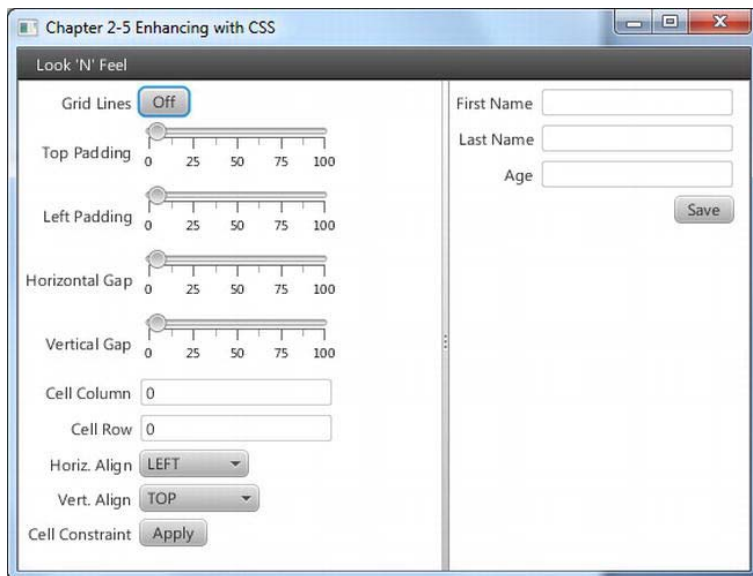 Chapter 2-5 Enhancing with CSS
Look 'N' Feel
Grid Lines Off
Top Padding
0 25 50 75 100
Left Padding
0 25 50 75 100
Horizontal Gap
0 25 50 75 100
Vertical Gap
0 25 50 75 100
Cell Column 0
Cell Row 0
Horiz. Align LEFT
Vert. Align TOP
Cell Constraint Apply
First Name
Last Name
Age
Save